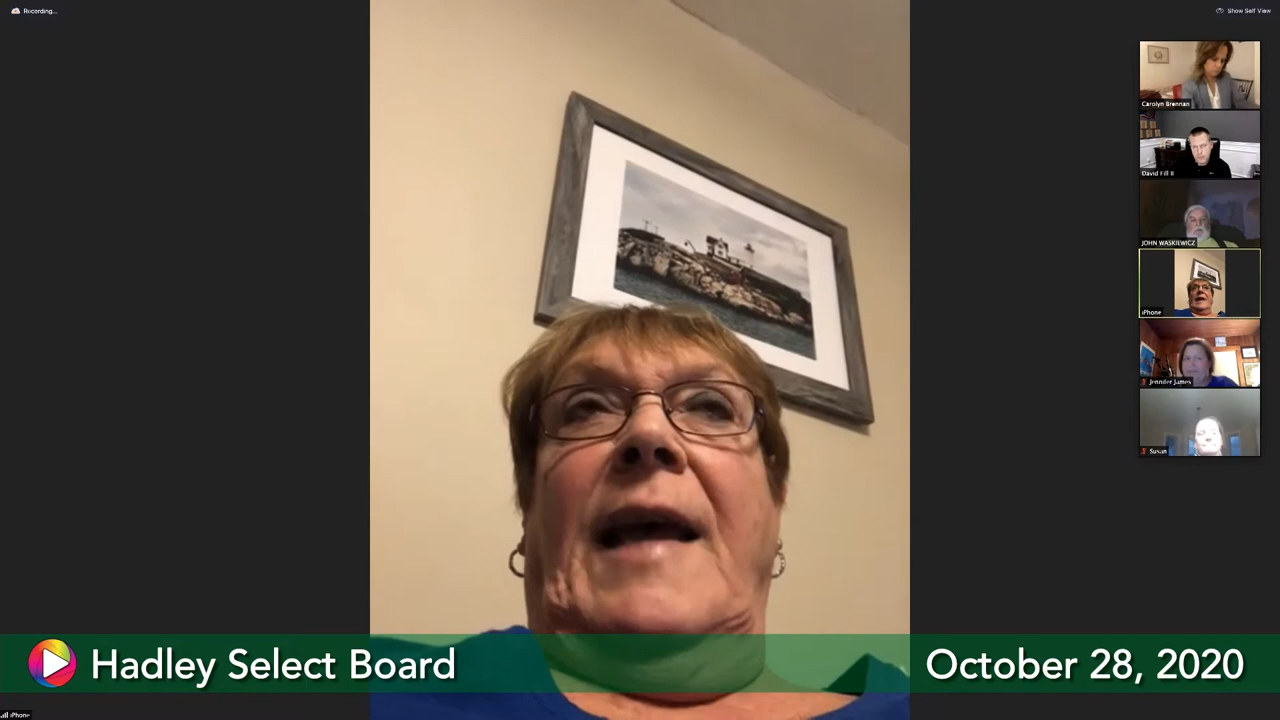 Recording...
Show Self View
Carolyn Brennan
David Fill II
JOHN WASKIEWICZ
iPhone
Jennifer James
Susan
Hadley Select Board
October 28, 2020
iPhone